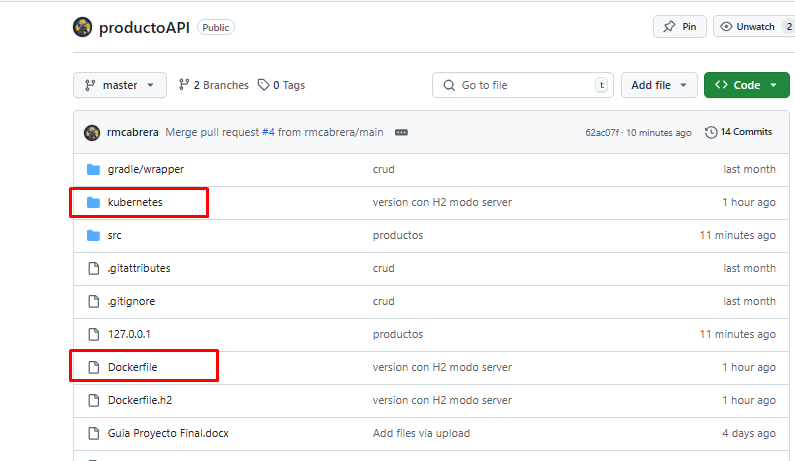 productoAPI Public Pin Unwatch 2
master 2 Branches 0 Tags Go to file t Add file Code
rmcabrera Merge pull request #4 from rmcabrera/main 62ac07f · 10 minutes ago 14 Commits
gradle/wrapper crud last month
kubernetes version con H2 modo server 1 hour ago
src productos 11 minutes ago
.gitattributes crud last month
.gitignore crud last month
127.0.0.1 productos 11 minutes ago
Dockerfile version con H2 modo server 1 hour ago
Dockerfile.h2 version con H2 modo server 1 hour ago
Guia Proyecto Final.docx Add files via upload 4 days ago